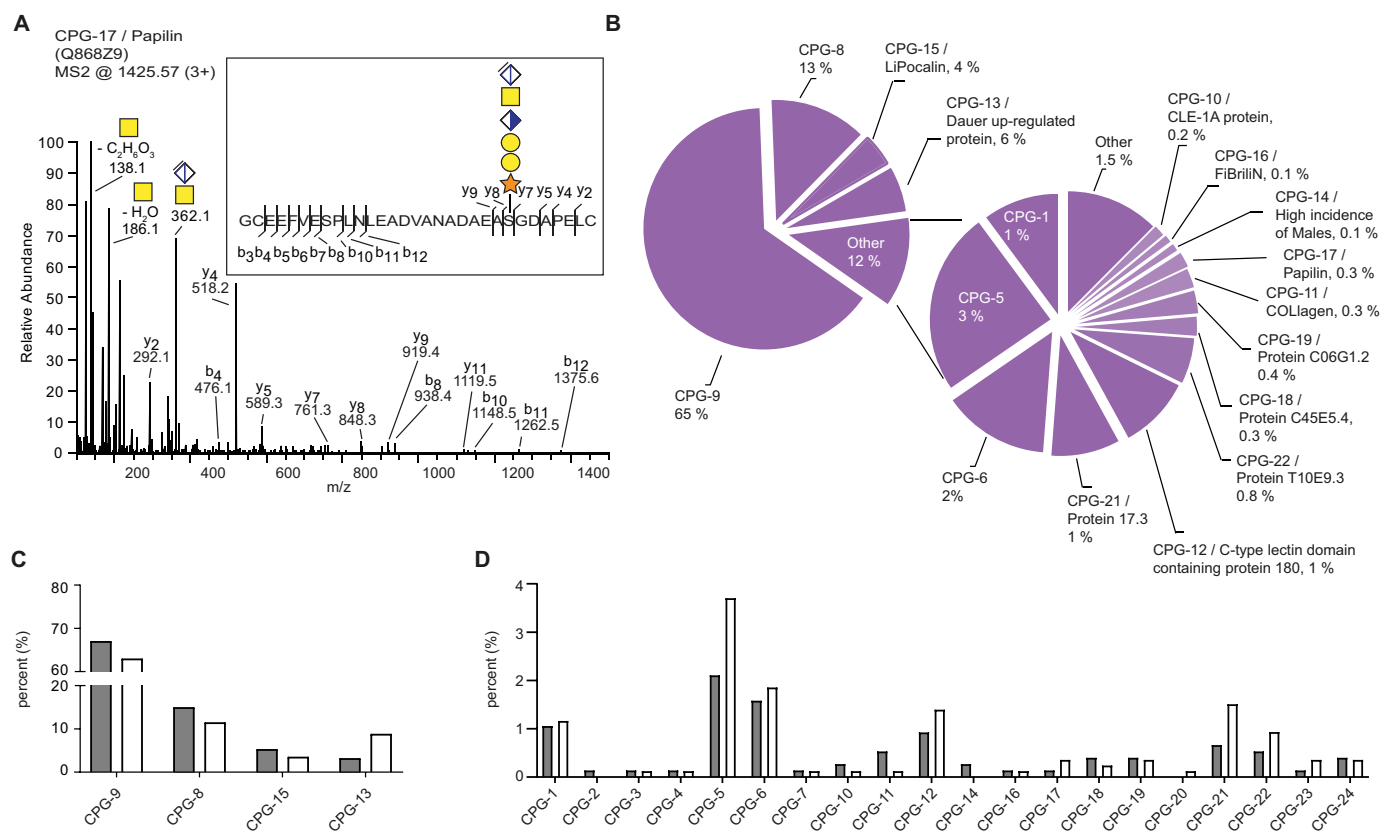 A
CPG-17 / Papilin
(Q868Z9)
MS2 @ 1425.57 (3+)
- C2H6O3
138.1
- H2O
186.1
362.1
y4
518.2
y2
292.1
b4
476.1
y5
589.3
y7
761.3
y8
848.3
y9
919.4
b8
938.4
y11
1119.5
b10
1148.5
b11
1262.5
b12
1375.6
y9 y8 y7 y5 y4 y2
GCEEFVESPLNLEADVANADAEASGDAPELC
b3 b4 b5 b6 b7 b8 b10 b11 b12
Relative Abundance
100
90
80
70
60
50
40
30
20
10
0
200 400 600 800 1000 1200 1400
m/z
B
CPG-8
13 %
CPG-15 /
LiPocalin, 4 %
CPG-13 /
Dauer up-regulated
protein, 6 %
Other
12 %
CPG-9
65 %
CPG-1
1 %
CPG-5
3 %
CPG-6
2%
CPG-21 /
Protein 17.3
1 %
Other
1.5 %
CPG-10 /
CLE-1A protein,
0.2 %
CPG-16 /
FiBriliN, 0.1 %
CPG-14 /
High incidence
of Males, 0.1 %
CPG-17 /
Papilin, 0.3 %
CPG-11 /
COLlagen, 0.3 %
CPG-19 /
Protein C06G1.2
0.4 %
CPG-18 /
Protein C45E5.4,
0.3 %
CPG-22 /
Protein T10E9.3
0.8 %
CPG-12 / C-type lectin domain
containing protein 180, 1 %
C
percent (%)
80
70
60
20
10
0
CPG-9
CPG-8
CPG-15
CPG-13
D
percent (%)
4
3
2
1
0
CPG-1
CPG-2
CPG-3
CPG-4
CPG-5
CPG-6
CPG-7
CPG-10
CPG-11
CPG-12
CPG-14
CPG-16
CPG-17
CPG-18
CPG-19
CPG-20
CPG-21
CPG-22
CPG-23
CPG-24